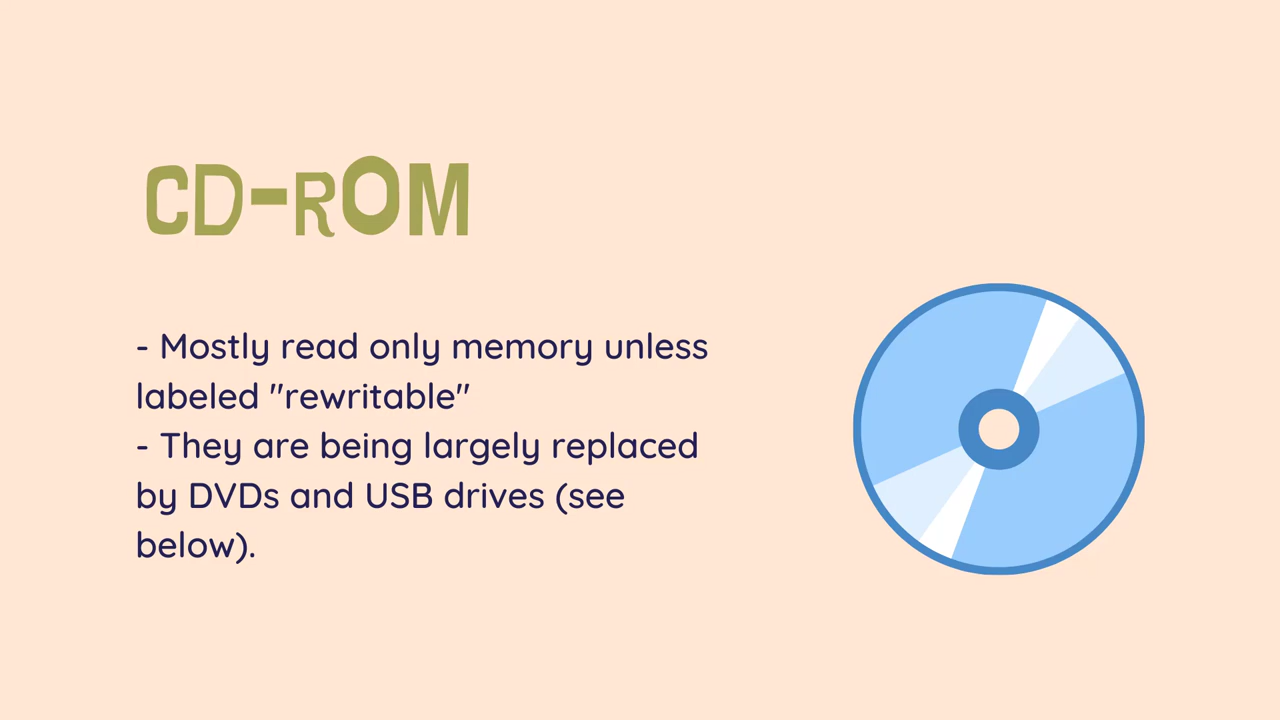 CD-ROM
- Mostly read only memory unless
labeled "rewritable"
- They are being largely replaced
by DVDs and USB drives (see
below).